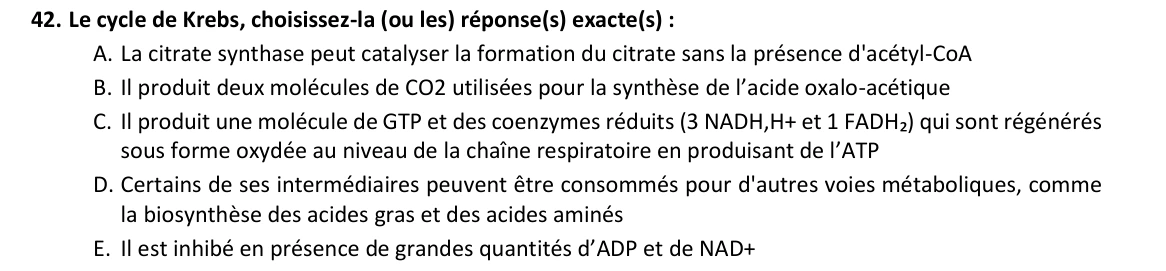 42. Le cycle de Krebs, choisissez-la (ou les) réponse(s) exacte(s) :
A. La citrate synthase peut catalyser la formation du citrate sans la présence d'acétyl-CoA
B. Il produit deux molécules de CO2 utilisées pour la synthèse de l’acide oxalo-acétique
C. Il produit une molécule de GTP et des coenzymes réduits (3 NADH,H+ et 1 FADH₂) qui sont régénérés
sous forme oxydée au niveau de la chaîne respiratoire en produisant de l’ATP
D. Certains de ses intermédiaires peuvent être consommés pour d'autres voies métaboliques, comme
la biosynthèse des acides gras et des acides aminés
E. Il est inhibé en présence de grandes quantités d’ADP et de NAD+